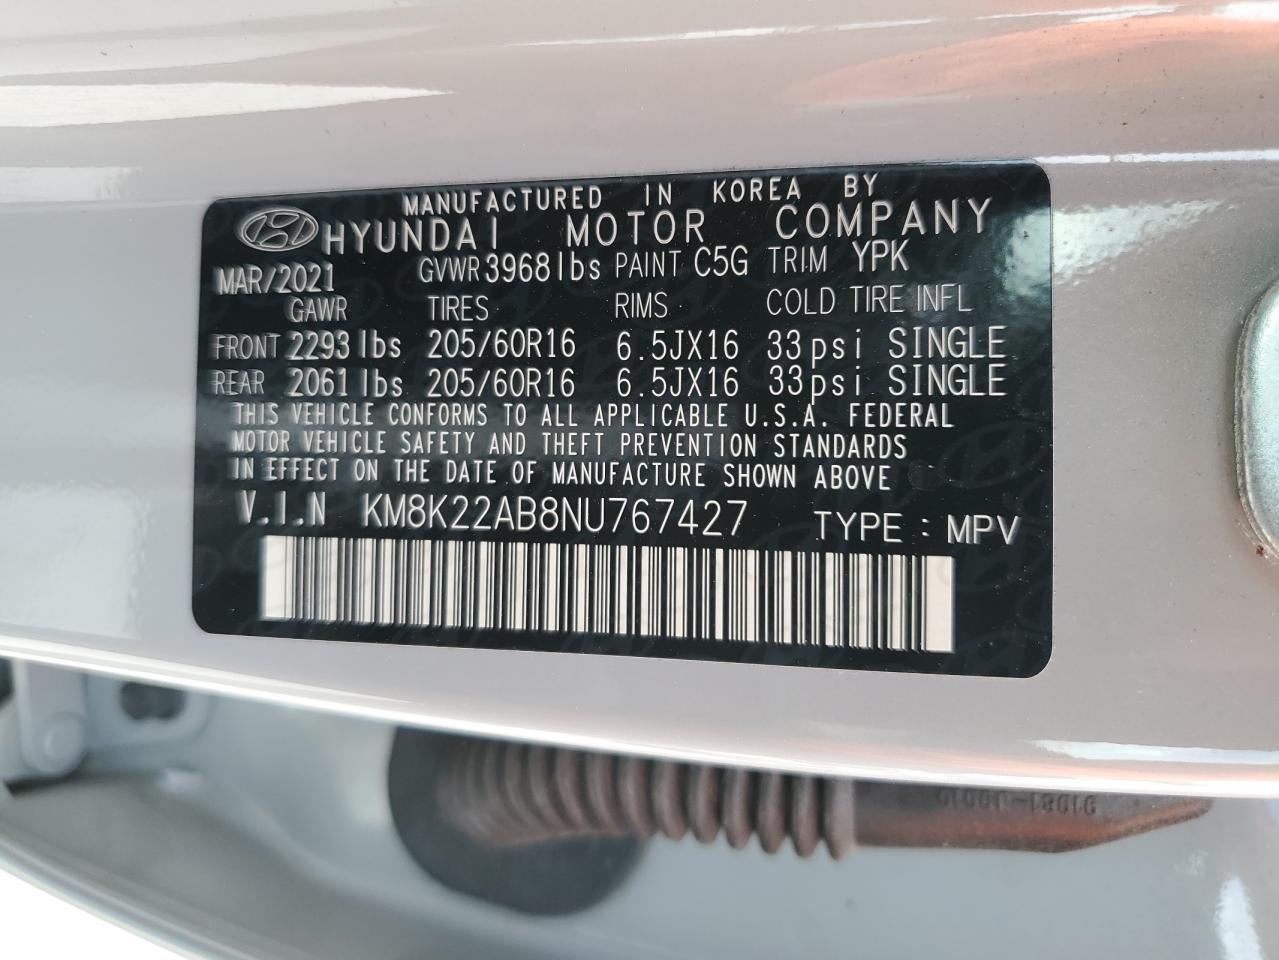 MANUFACTURED IN KOREA BY
HYUNDAI MOTOR COMPANY
MAR/2021 GVWR 3968lbs PAINT C5G TRIM YPK
GAWR TIRES RIMS COLD TIRE INFL
FRONT 2293lbs 205/60R16 6.5JX16 33psi SINGLE
REAR 2061lbs 205/60R16 6.5JX16 33psi SINGLE
THIS VEHICLE CONFORMS TO ALL APPLICABLE U.S.A. FEDERAL
MOTOR VEHICLE SAFETY AND THEFT PREVENTION STANDARDS
IN EFFECT ON THE DATE OF MANUFACTURE SHOWN ABOVE
V.I.N KM8K22AB8NU767427 TYPE : MPV